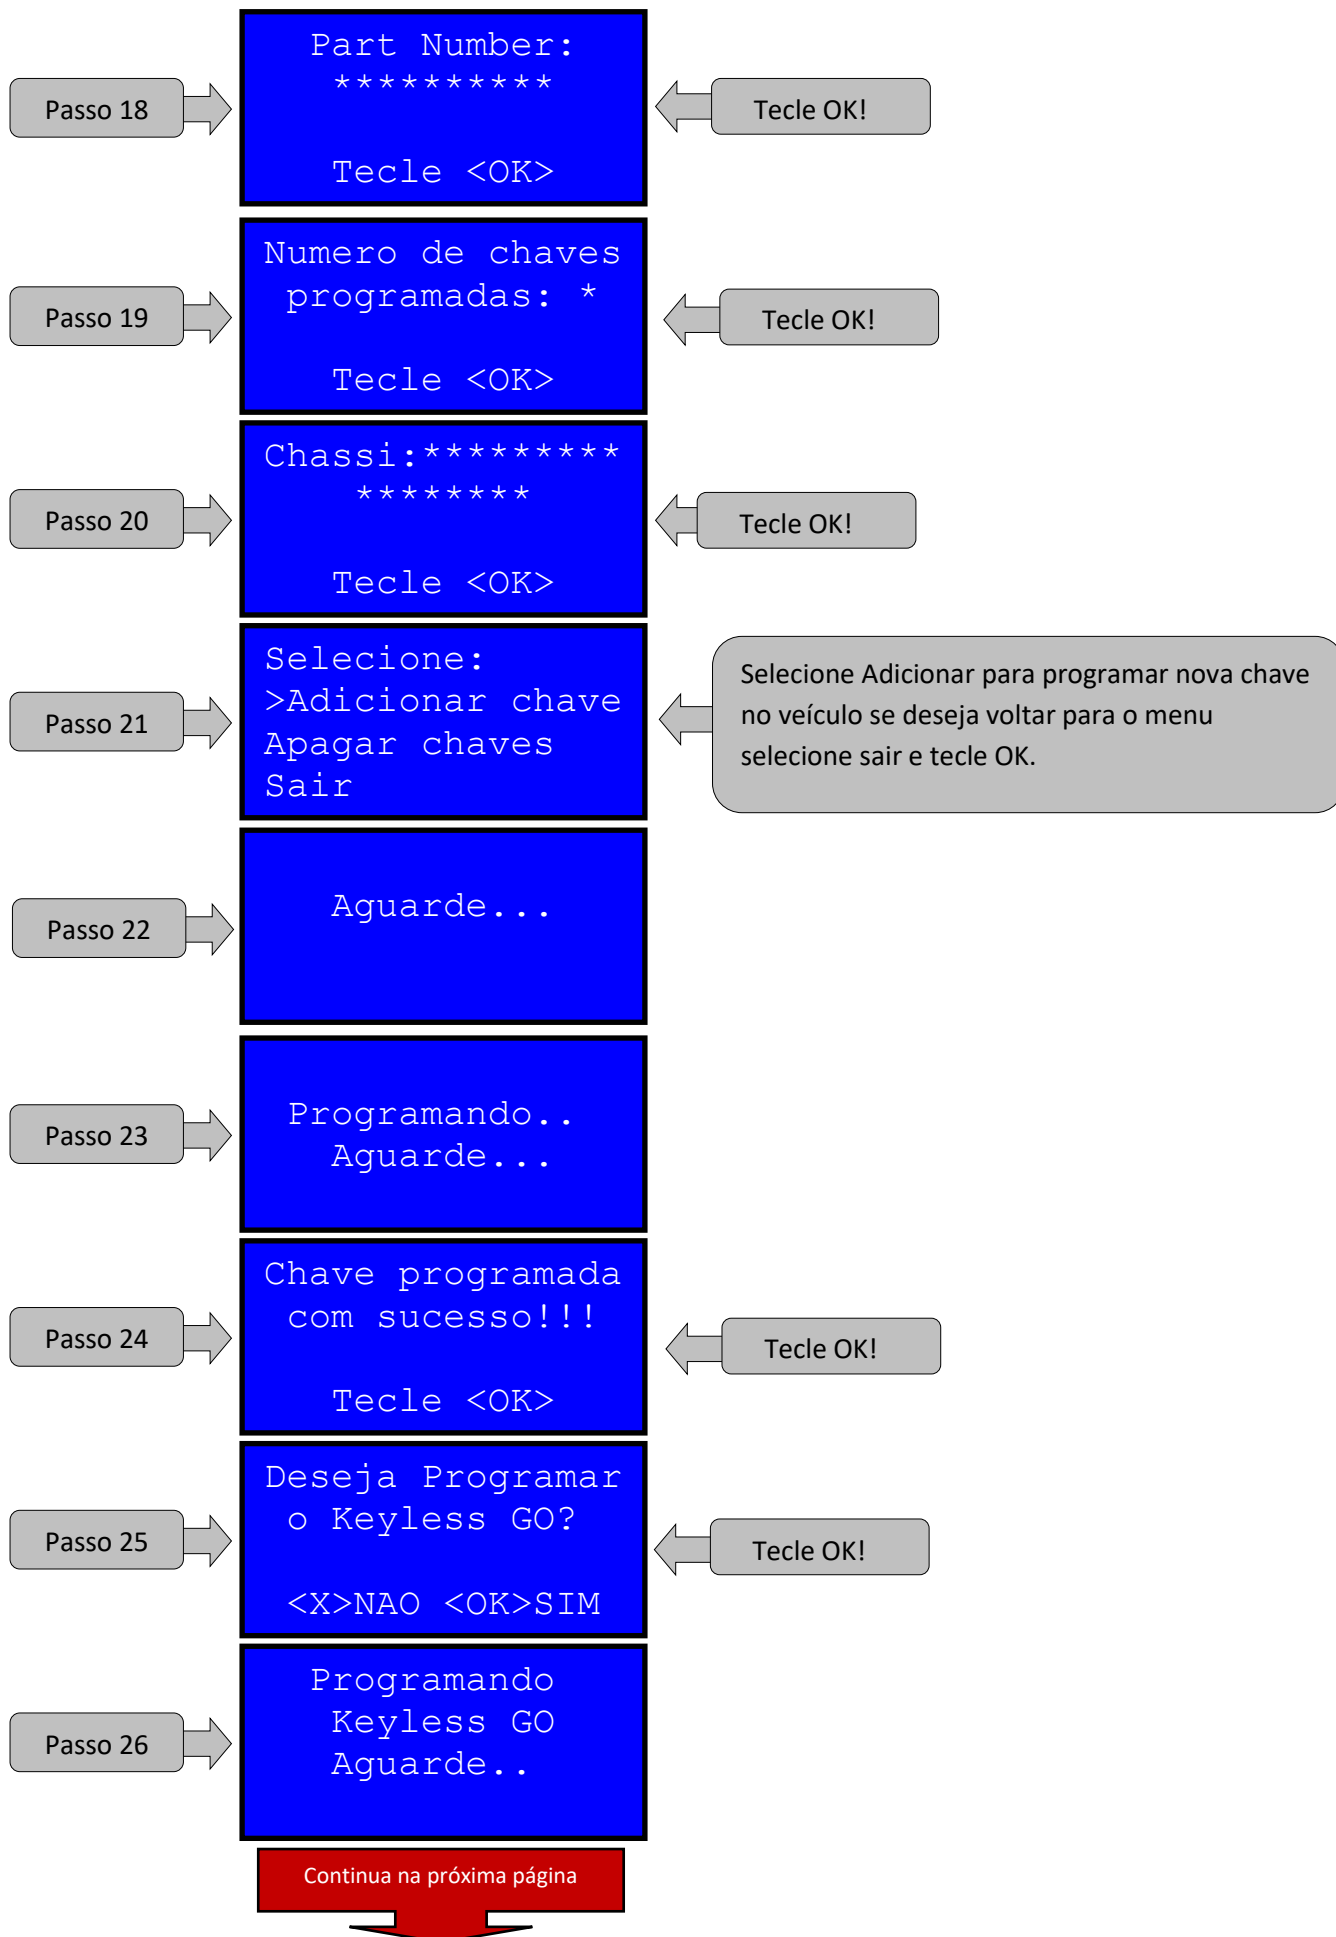 Part Number:
**********
Passo 18
Tecle OK!
Tecle <OK>
Numero de chaves
programadas: *
Passo 19
Tecle OK!
Tecle <OK>
Chassi:*********
********
Passo 20
Tecle OK!
Tecle <OK>
Selecione:
>Adicionar chave
Apagar chaves
Sair
Passo 21
Selecione Adicionar para programar nova chave
no veículo se deseja voltar para o menu
selecione sair e tecle OK.
Passo 22
Aguarde...
Passo 23
Programando..
Aguarde...
Chave programada
com sucesso!!!
Passo 24
Tecle OK!
Tecle <OK>
Deseja Programar
o Keyless GO?
Passo 25
Tecle OK!
<X>NAO <OK>SIM
Programando
Keyless GO
Aguarde..
Passo 26
Continua na próxima página